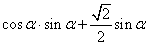 cos α · sin α + √2/2 sin α